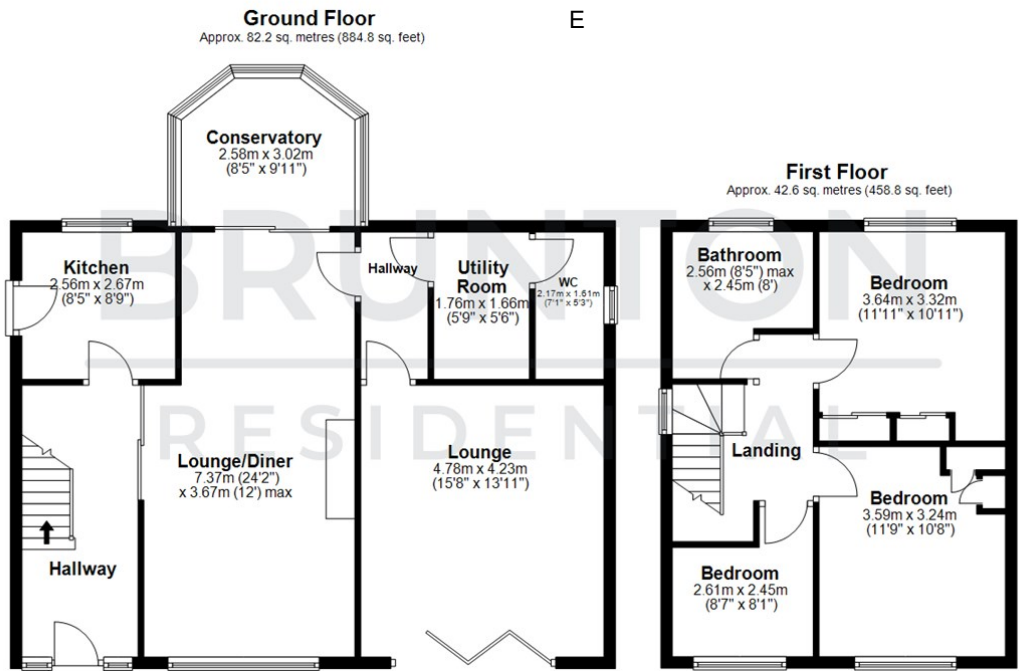 Ground Floor
Approx. 82.2 sq. metres (884.8 sq. feet)
E
Conservatory
2.58m x 3.02m
(8'5" x 9'11")
Kitchen
2.56m x 2.67m
(8'5" x 8'9")
Hallway
Utility
Room
1.76m x 1.66m
(5'9" x 5'6")
WC
2.17m x 1.61m
(7'1" x 5'3")
Lounge/Diner
7.37m (24'2")
x 3.67m (12') max
Lounge
4.78m x 4.23m
(15'8" x 13'11")
Hallway
First Floor
Approx. 42.6 sq. metres (458.8 sq. feet)
Bathroom
2.56m (8'5") max
x 2.45m (8')
Bedroom
3.64m x 3.32m
(11'11" x 10'11")
Landing
Bedroom
3.59m x 3.24m
(11'9" x 10'8")
Bedroom
2.61m x 2.45m
(8'7" x 8'1")
BRUNTON
RESIDENTIAL